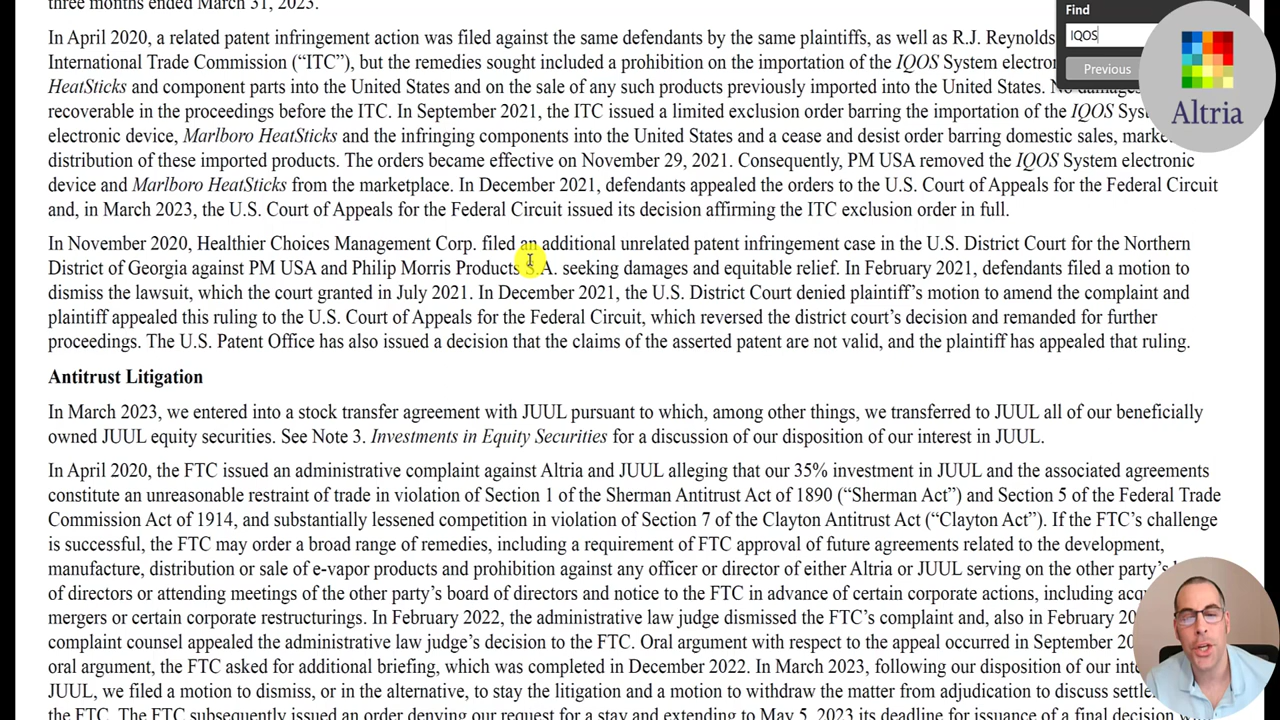 three months ended March 31, 2023.
Find
In April 2020, a related patent infringement action was filed against the same defendants by the same plaintiffs, as well as R.J. Reynolds
IQOS
International Trade Commission (“ITC”), but the remedies sought included a prohibition on the importation of the IQOS System
Previous
HeatSticks and component parts into the United States and on the sale of any such products previously imported into the United States. No
Altria
recoverable in the proceedings before the ITC. In September 2021, the ITC issued a limited exclusion order barring the importation of the IQOS
electronic device, Marlboro HeatSticks and the infringing components into the United States and a cease and desist order barring domestic sales,
distribution of these imported products. The orders became effective on November 29, 2021. Consequently, PM USA removed the IQOS System electronic
device and Marlboro HeatSticks from the marketplace. In December 2021, defendants appealed the orders to the U.S. Court of Appeals for the Federal Circuit
and, in March 2023, the U.S. Court of Appeals for the Federal Circuit issued its decision affirming the ITC exclusion order in full.
In November 2020, Healthier Choices Management Corp. filed an additional unrelated patent infringement case in the U.S. District Court for the Northern
District of Georgia against PM USA and Philip Morris Products S.A. seeking damages and equitable relief. In February 2021, defendants filed a motion to
dismiss the lawsuit, which the court granted in July 2021. In December 2021, the U.S. District Court denied plaintiff’s motion to amend the complaint and
plaintiff appealed this ruling to the U.S. Court of Appeals for the Federal Circuit, which reversed the district court’s decision and remanded for further
proceedings. The U.S. Patent Office has also issued a decision that the claims of the asserted patent are not valid, and the plaintiff has appealed that ruling.
Antitrust Litigation
In March 2023, we entered into a stock transfer agreement with JUUL pursuant to which, among other things, we transferred to JUUL all of our beneficially
owned JUUL equity securities. See Note 3. Investments in Equity Securities for a discussion of our disposition of our interest in JUUL.
In April 2020, the FTC issued an administrative complaint against Altria and JUUL alleging that our 35% investment in JUUL and the associated agreements
constitute an unreasonable restraint of trade in violation of Section 1 of the Sherman Antitrust Act of 1890 (“Sherman Act”) and Section 5 of the Federal Trade
Commission Act of 1914, and substantially lessened competition in violation of Section 7 of the Clayton Antitrust Act (“Clayton Act”). If the FTC’s challenge
is successful, the FTC may order a broad range of remedies, including a requirement of FTC approval of future agreements related to the development,
manufacture, distribution or sale of e-vapor products and prohibition against any officer or director of either Altria or JUUL serving on the other party’s
of directors or attending meetings of the other party’s board of directors and notice to the FTC in advance of certain corporate actions, including
mergers or certain corporate restructurings. In February 2022, the administrative law judge dismissed the FTC’s complaint and, also in February
complaint counsel appealed the administrative law judge’s decision to the FTC. Oral argument with respect to the appeal occurred in September
oral argument, the FTC asked for additional briefing, which was completed in December 2022. In March 2023, following our disposition of our
JUUL, we filed a motion to dismiss, or in the alternative, to stay the litigation and a motion to withdraw the matter from adjudication to discuss
the FTC. The FTC subsequently issued an order denying our request for a stay and extending to May 5, 2023 its deadline for issuance of a final decision